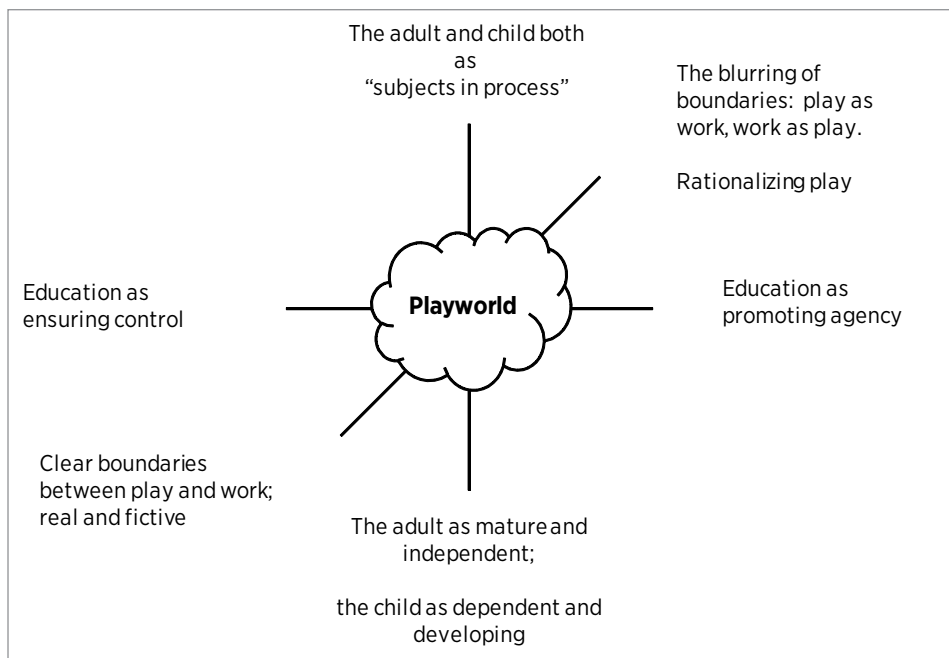 The adult and child both
as
“subjects in process”
The blurring of
boundaries: play as
work, work as play.
Rationalizing play
Education as
ensuring control
Playworld
Education as
promoting agency
Clear boundaries
between play and work;
real and fictive
The adult as mature and
independent;
the child as dependent and
developing